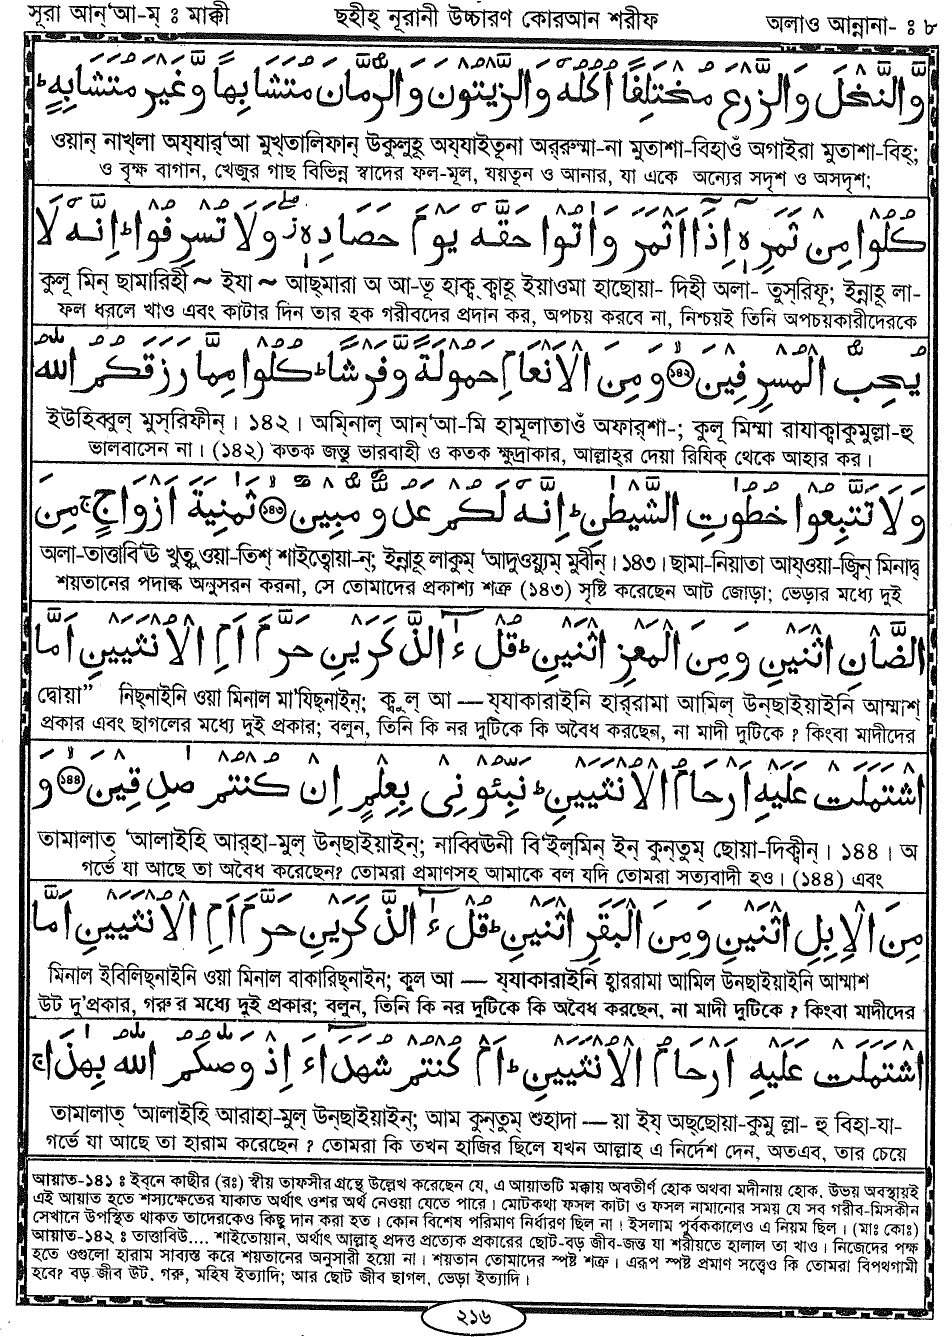 সূরা আন্‘আ-ম্ ঃ মাক্কী
ছহীহ্ নূরানী উচ্চারণ কোরআন শরীফ
অলাও আন্নানা- ঃ ৮
وَّالنَّخْلَ وَالزَّرْعَ مُخْتَلِفًا أُكُلُهٗ وَالزَّيْتُونَ وَالرُّمَّانَ مُتَشَابِهًا وَّغَيْرَ مُتَشَابِهٍ ؕ
ওয়ান্ নাখ্লা অয্যার্‘আ মুখ্তালিফান্ উকুলুহূ অয্যাইতূনা অর্রুম্মা-না মুতাশা-বিহাওঁ অগাইরা মুতাশা-বিহ্;
ও বৃক্ষ বাগান, খেজুর গাছ বিভিন্ন স্বাদের ফল-মূল, যয়তূন ও আনার, যা একে অন্যের সদৃশ ও অসদৃশ;
كُلُوْا مِنْ ثَمَرِهٖٓ اِذَآ اَثْمَرَ وَاٰتُوْا حَقَّهٗ يَوْمَ حَصَادِهٖ ۖ وَلَا تُسْرِفُوْا ؕ اِنَّهٗ لَا
কুলূ মিন্ ছামারিহী ~ ইযা ~ আছ্মারা অ আ-তূ হাক্ক্বাহূ ইয়াওমা হাছোয়া- দিহী অলা- তুস্রিফূ; ইন্নাহূ লা-
ফল ধরলে খাও এবং কাটার দিন তার হক গরীবদের প্রদান কর, অপচয় করবে না, নিশ্চয়ই তিনি অপচয়কারীদেরকে
يُحِبُّ الْمُسْرِفِيْنَ ﴿۱۴۲﴾ وَمِنَ الْاَنْعَامِ حَمُوْلَةً وَّفَرْشًا ؕ كُلُوْا مِمَّا رَزَقَكُمُ اللّٰهُ
ইউহিব্বুল্ মুস্রিফীন্। ১৪২। অমিনাল্ আন্‘আ-মি হামূলাতাওঁ অফার্শা-; কুলূ মিম্মা রাযাক্বাকুমুল্লা-হু
ভালবাসেন না। (১৪২) কতক জন্তু ভারবাহী ও কতক ক্ষুদ্রাকার, আল্লাহ্র দেয়া রিযিক্ থেকে আহার কর।
وَلَا تَتَّبِعُوْا خُطُوٰتِ الشَّيْطٰنِ ؕ اِنَّهٗ لَكُمْ عَدُوٌّ مُّبِيْنٌ ﴿۱۴۳﴾ ثَمٰنِيَةَ اَزْوَاجٍ ۚ مِنَ
অলা-তাত্তাবি‘ঊ খুতুওয়া-তিশ্ শাইত্বোয়া-ন্; ইন্নাহূ লাকুম্ ‘আদুওয়্যুম্ মুবীন্। ১৪৩। ছামা-নিয়াতা আয্ওয়া-জ্বিন্ মিনাদ্ব
শয়তানের পদাঙ্ক অনুসরন করনা, সে তোমাদের প্রকাশ্য শত্রু (১৪৩) সৃষ্টি করেছেন আট জোড়া; ভেড়ার মধ্যে দুই
الضَّاْنِ اثْنَيْنِ وَمِنَ الْمَعْزِ اثْنَيْنِ ؕ قُلْ ءٰٓالذَّكَرَيْنِ حَرَّمَ اَمِ الْاُنْثَيَيْنِ اَمَّا
দ্বোয়া” নিছ্নাইনি ওয়া মিনাল মা‘যিছ্নাইন্; ক্বুল্ আ — য্যাকারাইনি হার্রামা আমিল্ উন্ছাইয়াইনি আম্মাশ্
প্রকার এবং ছাগলের মধ্যে দুই প্রকার; বলুন, তিনি কি নর দুটিকে কি অবৈধ করছেন, না মাদী দুটিকে ? কিংবা মাদীদের
اشْتَمَلَتْ عَلَيْهِ اَرْحَامُ الْاُنْثَيَيْنِ ؕ نَبِّـُٔوْنِيْ بِعِلْمٍ اِنْ كُنْتُمْ صٰدِقِيْنَ ﴿۱۴۴﴾ وَ
তামালাত্ ‘আলাইহি আর্হা-মুল্ উন্ছাইয়াইন্; নাব্বিঊনী বি‘ইল্মিন্ ইন্ কুন্তুম্ ছোয়া-দিক্বীন্। ১৪৪। অ
গর্ভে যা আছে তা অবৈধ করেছেন? তোমরা প্রমাণসহ আমাকে বল যদি তোমরা সত্যবাদী হও। (১৪৪) এবং
مِنَ الْاِبِلِ اثْنَيْنِ وَمِنَ الْبَقَرِ اثْنَيْنِ ؕ قُلْ ءٰٓالذَّكَرَيْنِ حَرَّمَ اَمِ الْاُنْثَيَيْنِ اَمَّا
মিনাল ইবিলিছ্নাইনি ওয়া মিনাল বাকারিছ্নাইন; কুল আ — য্যাকারাইনি হাররামা আমিল উনছাইয়াইনি আম্মাশ
উট দু’প্রকার, গরু’র মধ্যে দুই প্রকার; বলুন, তিনি কি নর দুটিকে কি অবৈধ করছেন, না মাদী দুটিকে ? কিংবা মাদীদের
اشْتَمَلَتْ عَلَيْهِ اَرْحَامُ الْاُنْثَيَيْنِ ؕ اَمْ كُنْتُمْ شُهَدَآءَ اِذْ وَصّٰىكُمُ اللّٰهُ بِهٰذَا ۚ
তামালাত্ ‘আলাইহি আরাহা-মুল্ উন্ছাইয়াইন্; আম কুন্তুম্ শুহাদা — য়া ইয্ অছ্ছোয়া-কুমু ল্লা- হু বিহা-যা-
গর্ভে যা আছে তা হারাম করেছেন ? তোমরা কি তখন হাজির ছিলে যখন আল্লাহ এ নির্দেশ দেন, অতএব, তার চেয়ে
আয়াত-১৪১ ঃ ইবনে কাছীর (রঃ) স্বীয় তাফসীর গ্রন্থে উল্লেখ করেছেন যে, এ আয়াতটি মক্কায় অবতীর্ণ হোক অথবা মদীনায় হোক. উভয় অবস্থায়ই
এই আয়াত হতে শস্যক্ষেতের যাকাত অর্থাৎ ওশর অর্থ নেওয়া যেতে পারে। মোটকথা ফসল কাটা ও ফসল নামানোর সময় যে সব গরীব-মিসকীন
সেখানে উপস্থিত থাকত তাদেরকেও কিছু দান করা হত। কোন বিশেষ পরিমাণ নির্ধারণ ছিল না। ইসলাম পূর্বকালেও এ নিয়ম ছিল। (মাঃ কোঃ)
আয়াত-১৪২ ঃ তাত্তাবিউ.... শাইতোয়ান, অর্থাৎ আল্লাহ্ প্রদত্ত প্রত্যেক প্রকারের ছোট-বড় জীব-জন্ত যা শরীয়তে হালাল তা খাও। নিজেদের পক্ষ
হতে ওগুলো হারাম সাব্যস্ত করে শয়তানের অনুসারী হয়ো না। শয়তান তোমাদের স্পষ্ট শত্রু। এরূপ স্পষ্ট প্রমাণ সত্ত্বেও কি তোমরা বিপথগামী
হবে? বড় জীব উট. গরু, মহিষ ইত্যাদি; আর ছোট জীব ছাগল, ভেড়া ইত্যাদি।
২১৬